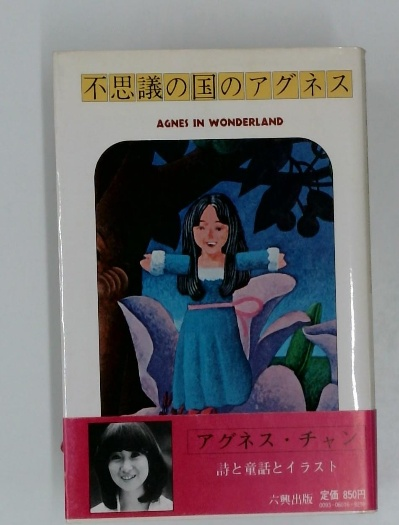 不思議の国のアグネス
AGNES IN WONDERLAND
アグネス・チャン
詩と童話とイラスト
六興出版 定価 850円